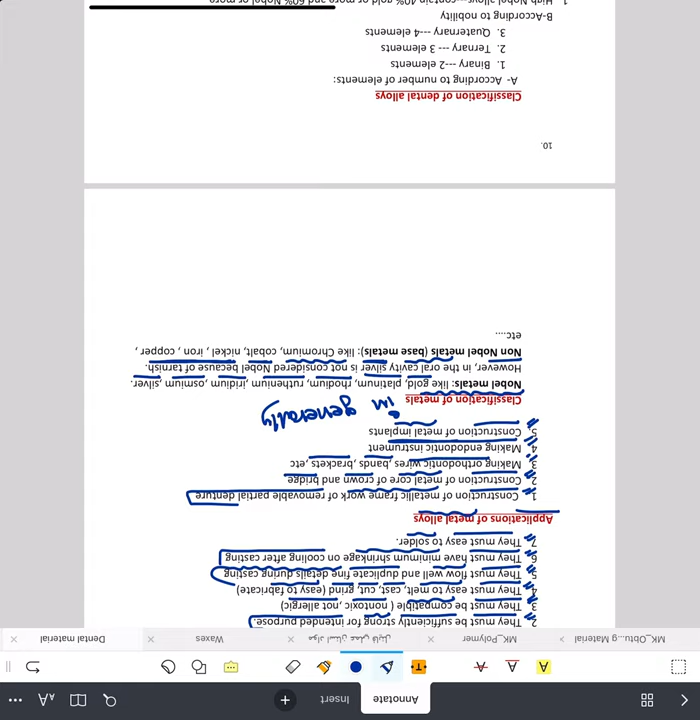 Annotate
Insert
MK_Obtu...g Material
MK_Polymer
Waxes
Dental material
2. They must be sufficiently strong for intended purpose.
3. They must be compatible ( nontoxic ,not allergic)
4. They must easy to melt, cast, cut, grind (easy to fabricate)
5. They must flow well and duplicate fine details during casting
6. They must have minimum shrinkage on cooling after casting
7. They must easy to solder.
Applications of metal alloys
1. Construction of metallic frame work of removable partial denture
2. Construction of metal core of crown and bridge
3. Making orthodontic wires ,bands ,brackets ,etc
4. Making endodontic instrument
5. Construction of metal implants
Classification of metals in generally
Nobel metals: like gold, platinum, rhodium, ruthenium ,iridium ,osmium ,silver.
However, in the oral cavity silver is not considered Nobel because of tarnish.
Non Nobel metals (base metals): like Chromium, cobalt, nickel , iron , copper ,
etc....
10.
Classification of dental alloys
A- According to number of elements:
1. Binary ---2 elements
2. Ternary --- 3 elements
3. Quaternary ---4 elements
B-According to nobility
1. High Nobel alloys---contain 40% gold or more and 60% Nobel or more